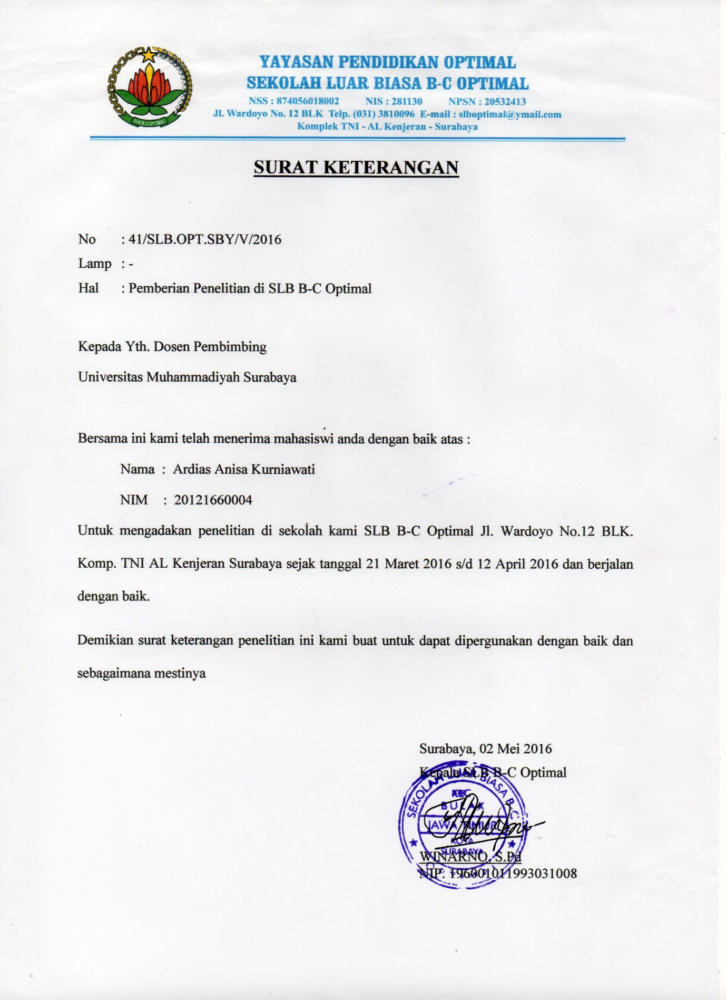 YAYASAN PENDIDIKAN OPTIMAL
SEKOLAH LUAR BIASA B-C OPTIMAL
NSS : 874056018002 NIS : 281130 NPSN : 20532413
Jl. Wardoyo No. 12 BLK Telp. (031) 3810096 E-mail : slboptimal@ymail.com
Komplek TNI - AL Kenjeran - Surabaya
SLB B-C OPTIMAL
SURAT KETERANGAN
No : 41/SLB.OPT.SBY/V/2016
Lamp : -
Hal : Pemberian Penelitian di SLB B-C Optimal
Kepada Yth. Dosen Pembimbing
Universitas Muhammadiyah Surabaya
Bersama ini kami telah menerima mahasiswi anda dengan baik atas :
Nama : Ardias Anisa Kurniawati
NIM : 20121660004
Untuk mengadakan penelitian di sekolah kami SLB B-C Optimal Jl. Wardoyo No.12 BLK.
Komp. TNI AL Kenjeran Surabaya sejak tanggal 21 Maret 2016 s/d 12 April 2016 dan berjalan
dengan baik.
Demikian surat keterangan penelitian ini kami buat untuk dapat dipergunakan dengan baik dan
sebagaimana mestinya
Surabaya, 02 Mei 2016
Kepala SLB B-C Optimal
SEKOLAH LUAR BIASA B-C
KEC
BULAK
JAWA TIMUR
KOTA
SURABAYA
WINARNO, S.Pd
NIP. 196001011993031008